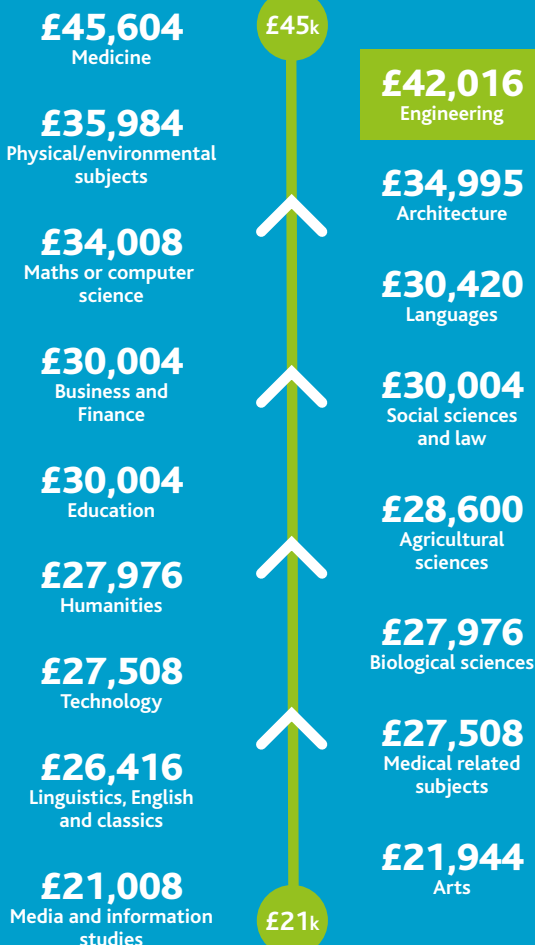 £45,604
Medicine
£45k
£42,016
Engineering
£35,984
Physical/environmental
subjects
£34,995
Architecture
£34,008
Maths or computer
science
£30,420
Languages
£30,004
Business and
Finance
£30,004
Social sciences
and law
£30,004
Education
£28,600
Agricultural
sciences
£27,976
Humanities
£27,976
Biological sciences
£27,508
Technology
£27,508
Medical related
subjects
£26,416
Linguistics, English
and classics
£21,944
Arts
£21,008
Media and information
studies
£21k